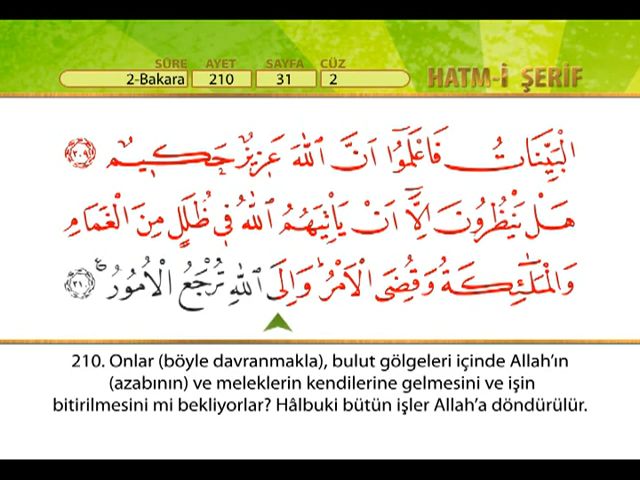 SÛRE AYET SAYFA CÜZ
2-Bakara 210 31 2
HATM-İ ŞERİF
الْبَيِّنَاتُ فَاعْلَمُٓوا اَنَّ اللّٰهَ عَزٖيزٌ حَكٖيمٌ ﴿٢٠٩﴾
هَلْ يَنْظُرُونَ اِلَّٓا اَنْ يَاْتِيَهُمُ اللّٰهُ فٖي ظُلَلٍ مِنَ الْغَمَامِ
وَالْمَلٰٓئِكَةُ وَقُضِيَ الْاَمْرُؕ وَاِلَى اللّٰهِ تُرْجَعُ الْاُمُورُ ࣖ ﴿٢١٠﴾
210. Onlar (böyle davranmakla), bulut gölgeleri içinde Allah’ın
(azabının) ve meleklerin kendilerine gelmesini ve işin
bitirilmesini mi bekliyorlar? Hâlbuki bütün işler Allah’a döndürülür.